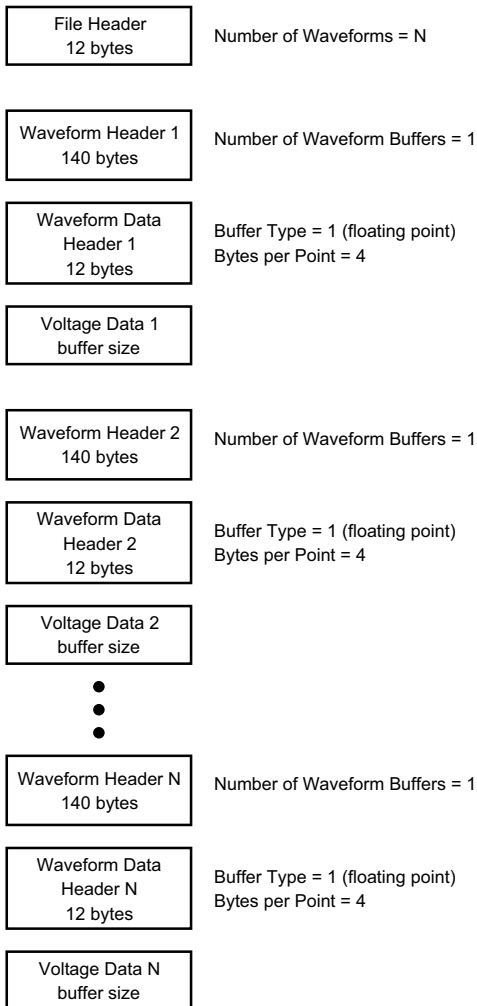 File Header
12 bytes
Number of Waveforms = N
Waveform Header 1
140 bytes
Number of Waveform Buffers = 1
Waveform Data
Header 1
12 bytes
Buffer Type = 1 (floating point)
Bytes per Point = 4
Voltage Data 1
buffer size
Waveform Header 2
140 bytes
Number of Waveform Buffers = 1
Waveform Data
Header 2
12 bytes
Buffer Type = 1 (floating point)
Bytes per Point = 4
Voltage Data 2
buffer size
Waveform Header N
140 bytes
Number of Waveform Buffers = 1
Waveform Data
Header N
12 bytes
Buffer Type = 1 (floating point)
Bytes per Point = 4
Voltage Data N
buffer size